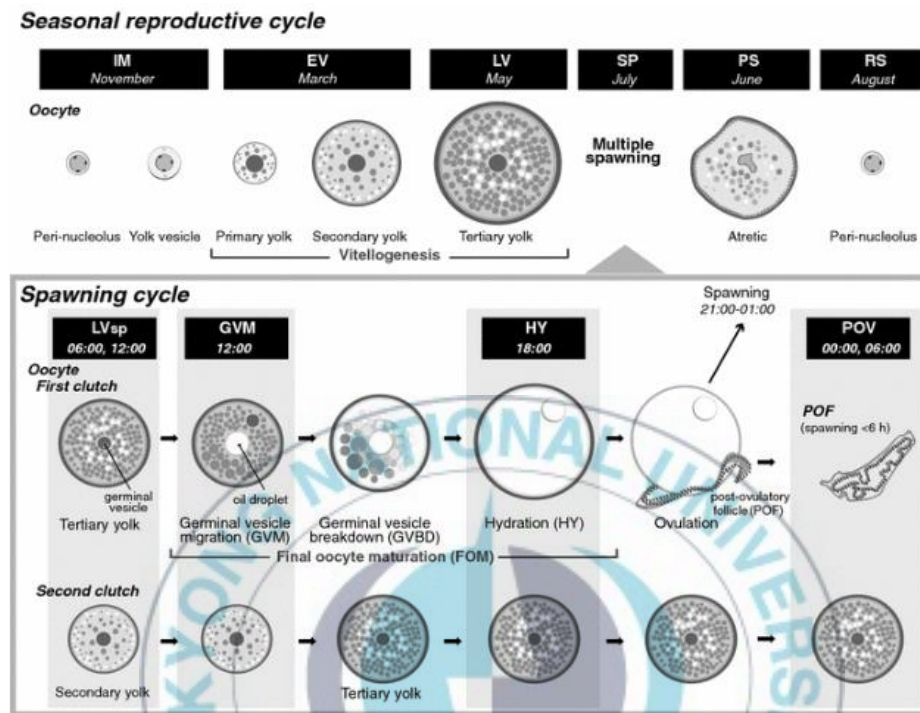 Seasonal reproductive cycle
IM
November
EV
March
LV
May
SP
July
PS
June
RS
August
Oocyte
Multiple
spawning
Peri-nucleolus
Yolk vesicle
Primary yolk
Secondary yolk
Tertiary yolk
Atretic
Peri-nucleolus
Vitellogenesis
Spawning cycle
Spawning
21:00-01:00
LVsp
06:00, 12:00
GVM
12:00
HY
18:00
POV
00:00, 06:00
Oocyte
First clutch
POF
(spawning <6 h)
germinal
vesicle
oil droplet
post-ovulatory
follicle (POF)
Tertiary yolk
Germinal vesicle
migration (GVM)
Germinal vesicle
breakdown (GVBD)
Hydration (HY)
Ovulation
Final oocyte maturation (FOM)
Second clutch
Secondary yolk
Tertiary yolk
KYONG NATIONAL UNIVERS